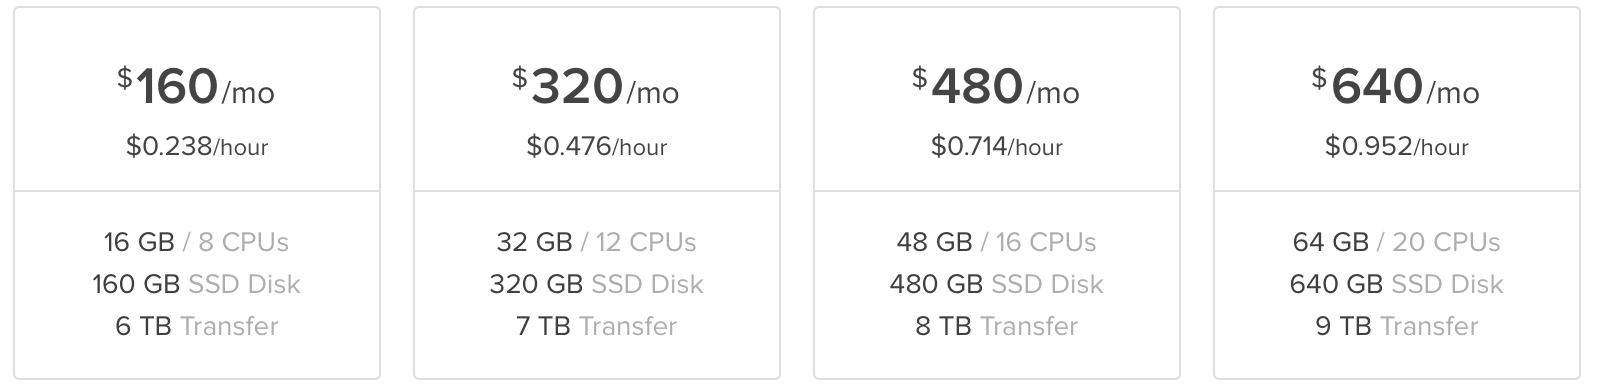 $160/mo
$0.238/hour
16 GB / 8 CPUs
160 GB SSD Disk
6 TB Transfer
$320/mo
$0.476/hour
32 GB / 12 CPUs
320 GB SSD Disk
7 TB Transfer
$480/mo
$0.714/hour
48 GB / 16 CPUs
480 GB SSD Disk
8 TB Transfer
$640/mo
$0.952/hour
64 GB / 20 CPUs
640 GB SSD Disk
9 TB Transfer